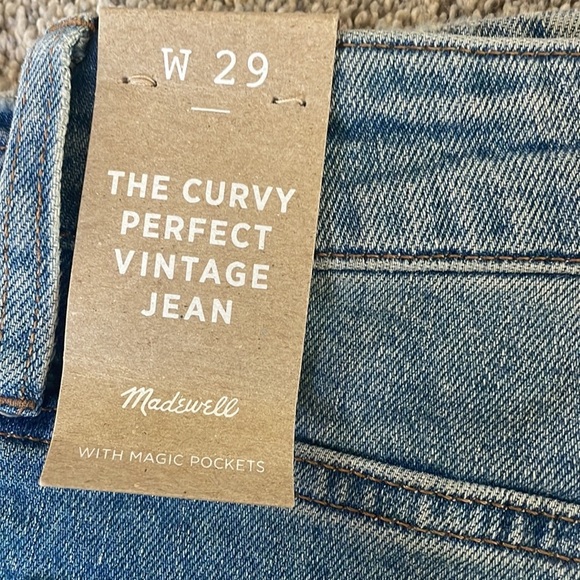 W 29
THE CURVY
PERFECT
VINTAGE
JEAN
Madewell
WITH MAGIC POCKETS